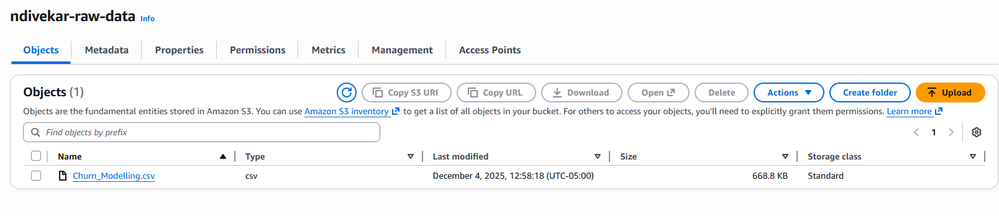 ndivekar-raw-data Info
Objects Metadata Properties Permissions Metrics Management Access Points
Objects (1) Copy S3 URI Copy URL Download Open Delete Actions Create folder Upload
Objects are the fundamental entities stored in Amazon S3. You can use Amazon S3 inventory to get a list of all objects in your bucket. For others to access your objects, you'll need to explicitly grant them permissions. Learn more
Find objects by prefix 1
Name Type Last modified Size Storage class
Churn_Modelling.csv csv December 4, 2025, 12:58:18 (UTC-05:00) 668.8 KB Standard